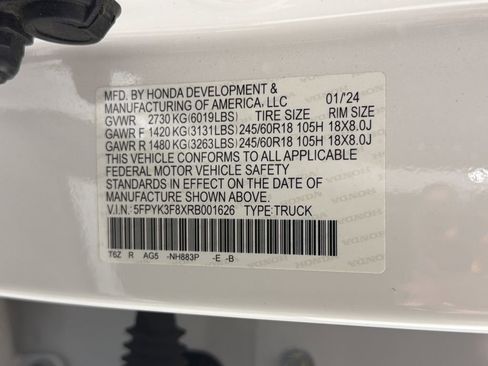 MFD. BY HONDA DEVELOPMENT &
MANUFACTURING OF AMERICA, LLC 01/'24
GVWR 2730 KG(6019LBS) TIRE SIZE RIM SIZE
GAWR F 1420 KG(3131LBS) 245/60R18 105H 18X8.0J
GAWR R 1480 KG(3263LBS) 245/60R18 105H 18X8.0J
THIS VEHICLE CONFORMS TO ALL APPLICABLE
FEDERAL MOTOR VEHICLE SAFETY
STANDARDS IN EFFECT ON THE DATE OF
MANUFACTURE SHOWN ABOVE.
V.I.N.: 5FPYK3F8XRB001626 TYPE:TRUCK
T6Z R AG5 -NH883P -E -B